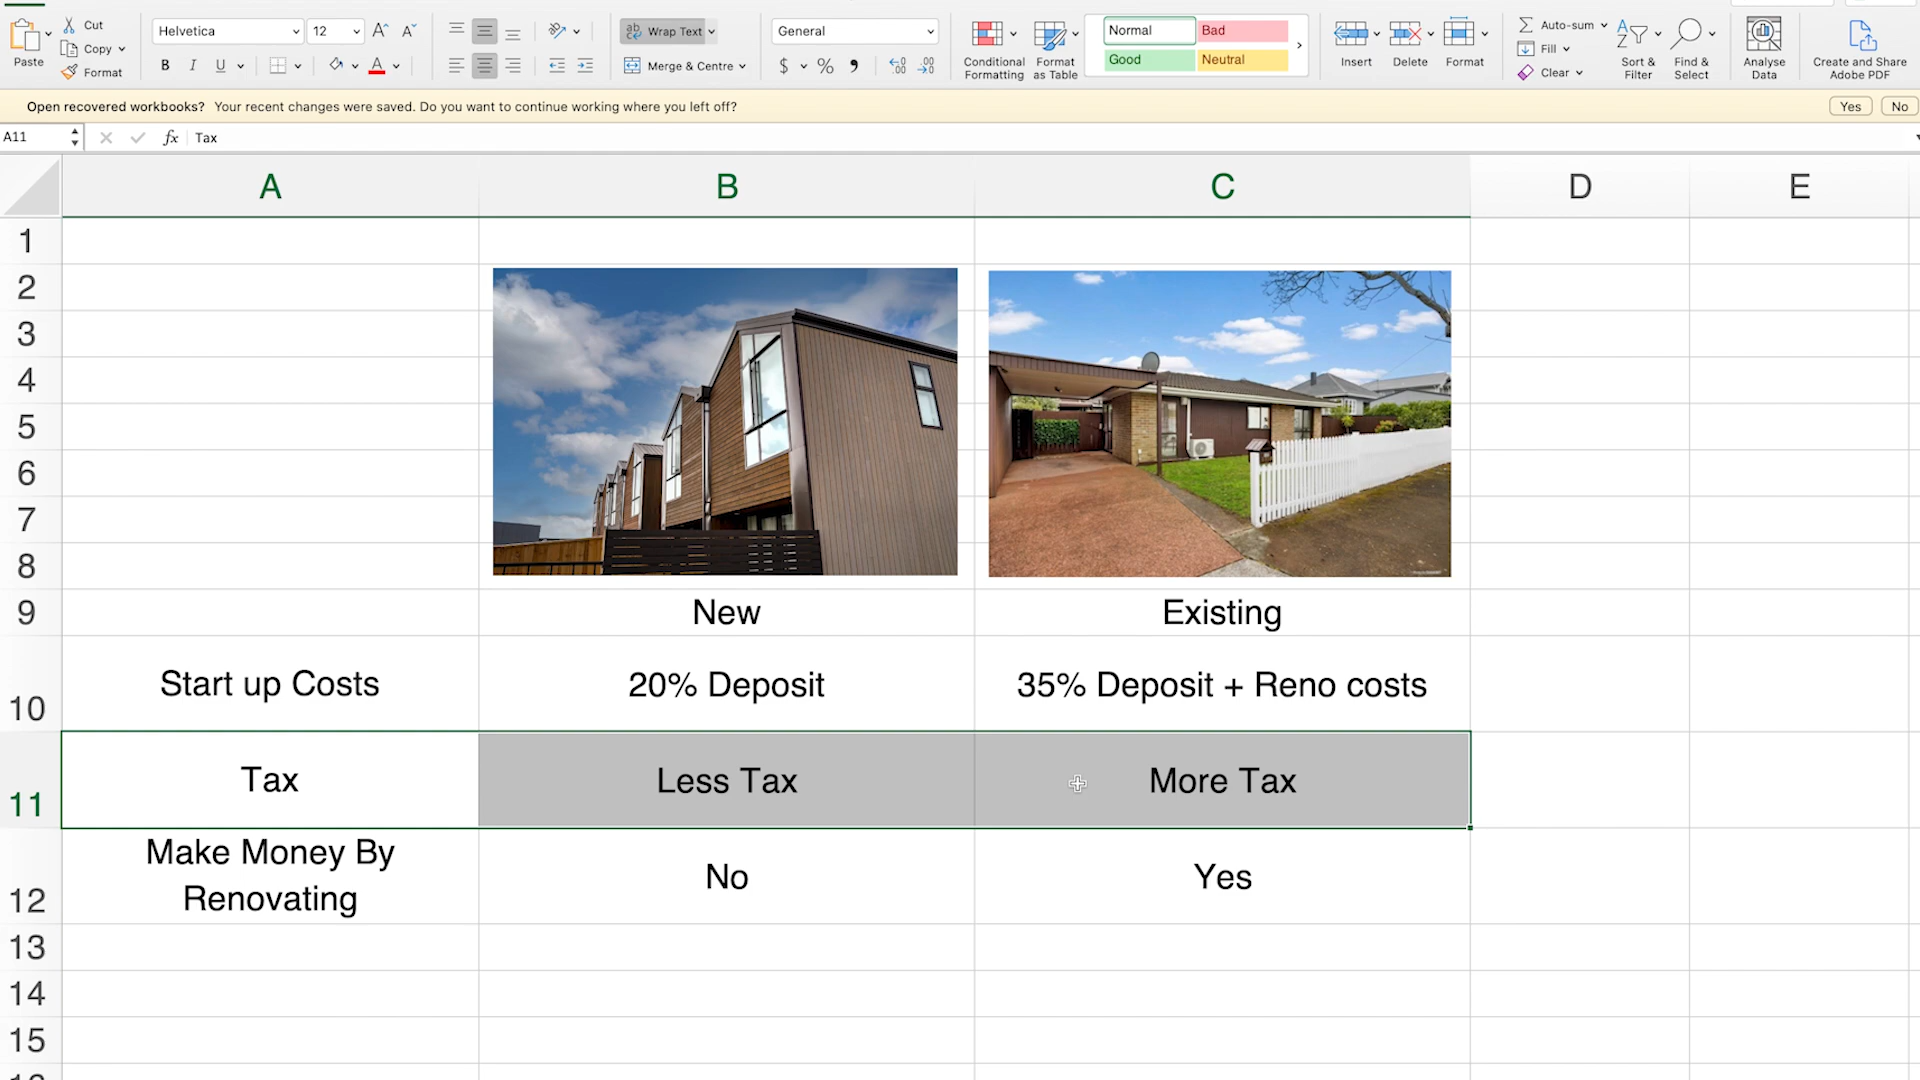 Paste
Cut
Copy
Format
Helvetica
12
B I U
A
Wrap Text
Merge & Centre
General
$ %
Conditional Formatting
Format as Table
Normal
Bad
Good
Neutral
Insert
Delete
Format
Auto-sum
Fill
Clear
Sort & Filter
Find & Select
Analyse Data
Create and Share Adobe PDF
Open recovered workbooks? Your recent changes were saved. Do you want to continue working where you left off?
Yes
No
A11
fx Tax
A B C D E
1
2
3
4
5
6
7
8
9 New Existing
10 Start up Costs 20% Deposit 35% Deposit + Reno costs
11 Tax Less Tax More Tax
12 Make Money By Renovating No Yes
13
14
15